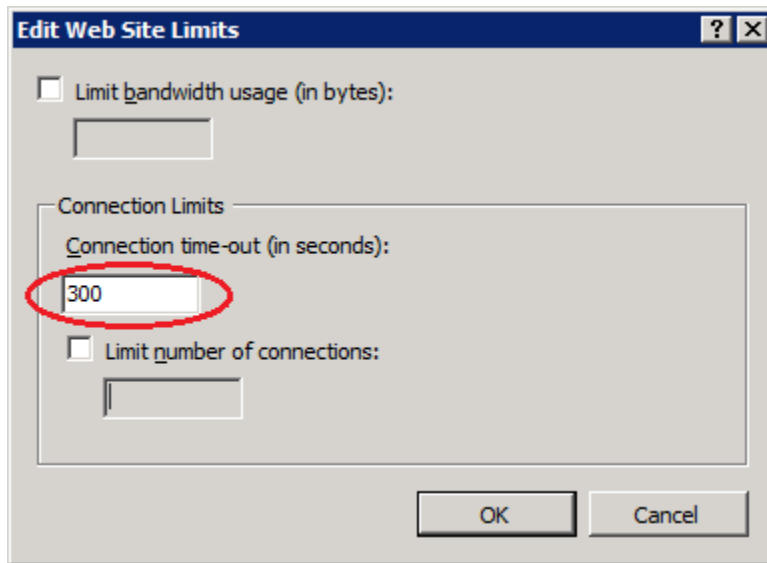 Edit Web Site Limits
Limit bandwidth usage (in bytes):
Connection Limits
Connection time-out (in seconds):
300
Limit number of connections:
OK Cancel